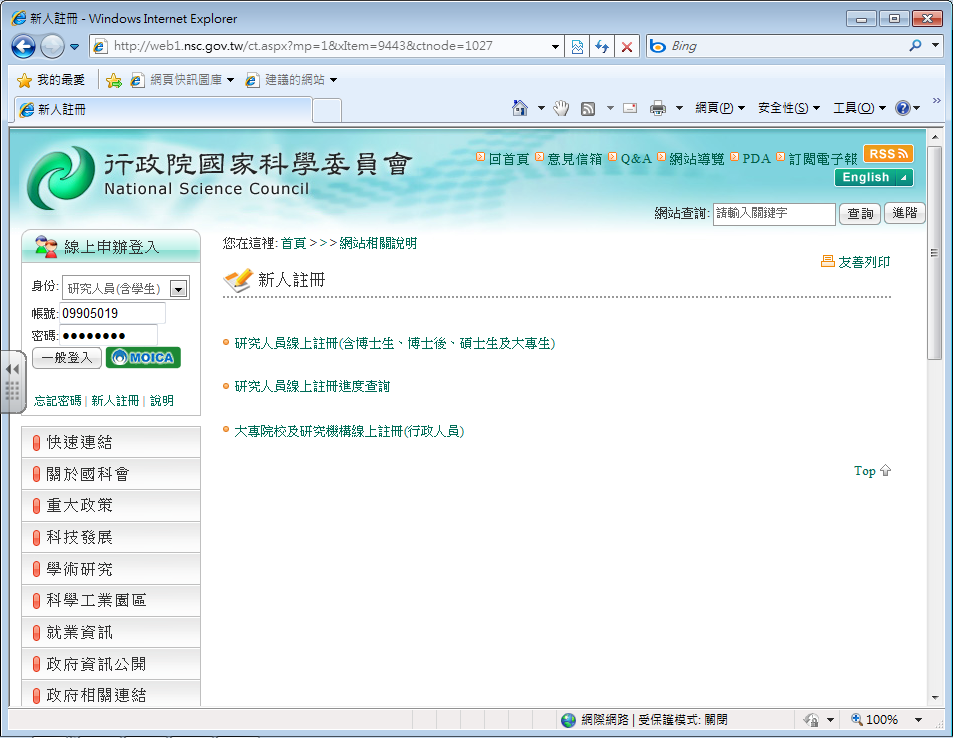 新人註冊 - Windows Internet Explorer
http://web1.nsc.gov.tw/ct.aspx?mp=1&xItem=9443&ctnode=1027
Bing
我的最愛 網頁快訊圖庫 建議的網站
新人註冊
網頁(P) 安全性(S) 工具(O)
行政院國家科學委員會
National Science Council
回首頁 意見信箱 Q&A 網站導覽 PDA 訂閱電子報 RSS
English
網站查詢: 請輸入關鍵字 查詢 進階
線上申辦登入
身份: 研究人員(含學生)
帳號: 09905019
密碼: ●●●●●●●●
一般登入 MOICA
忘記密碼 | 新人註冊 | 說明
快速連結
關於國科會
重大政策
科技發展
學術研究
科學工業園區
就業資訊
政府資訊公開
政府相關連結
您在這裡: 首頁 > > > 網站相關說明
友善列印
新人註冊
研究人員線上註冊(含博士生、博士後、碩士生及大專生)
研究人員線上註冊進度查詢
大專院校及研究機構線上註冊(行政人員)
Top
網際網路 | 受保護模式: 關閉
100%